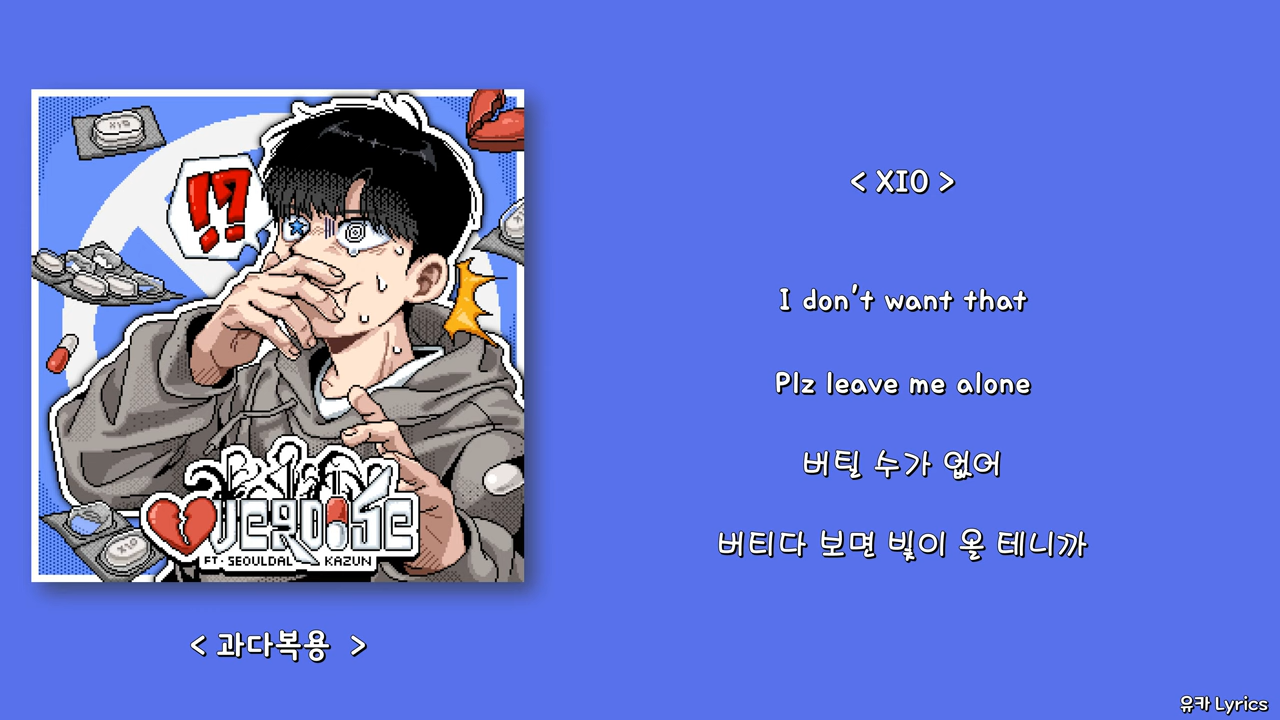 XIO
!?
VERDOSE
FT. SEOULDAL KAZUN
XIO
< 과다복용 >
< XIO >
I don't want that
Plz leave me alone
버틸 수가 없어
버티다 보면 빛이 올 테니까
유카 Lyrics